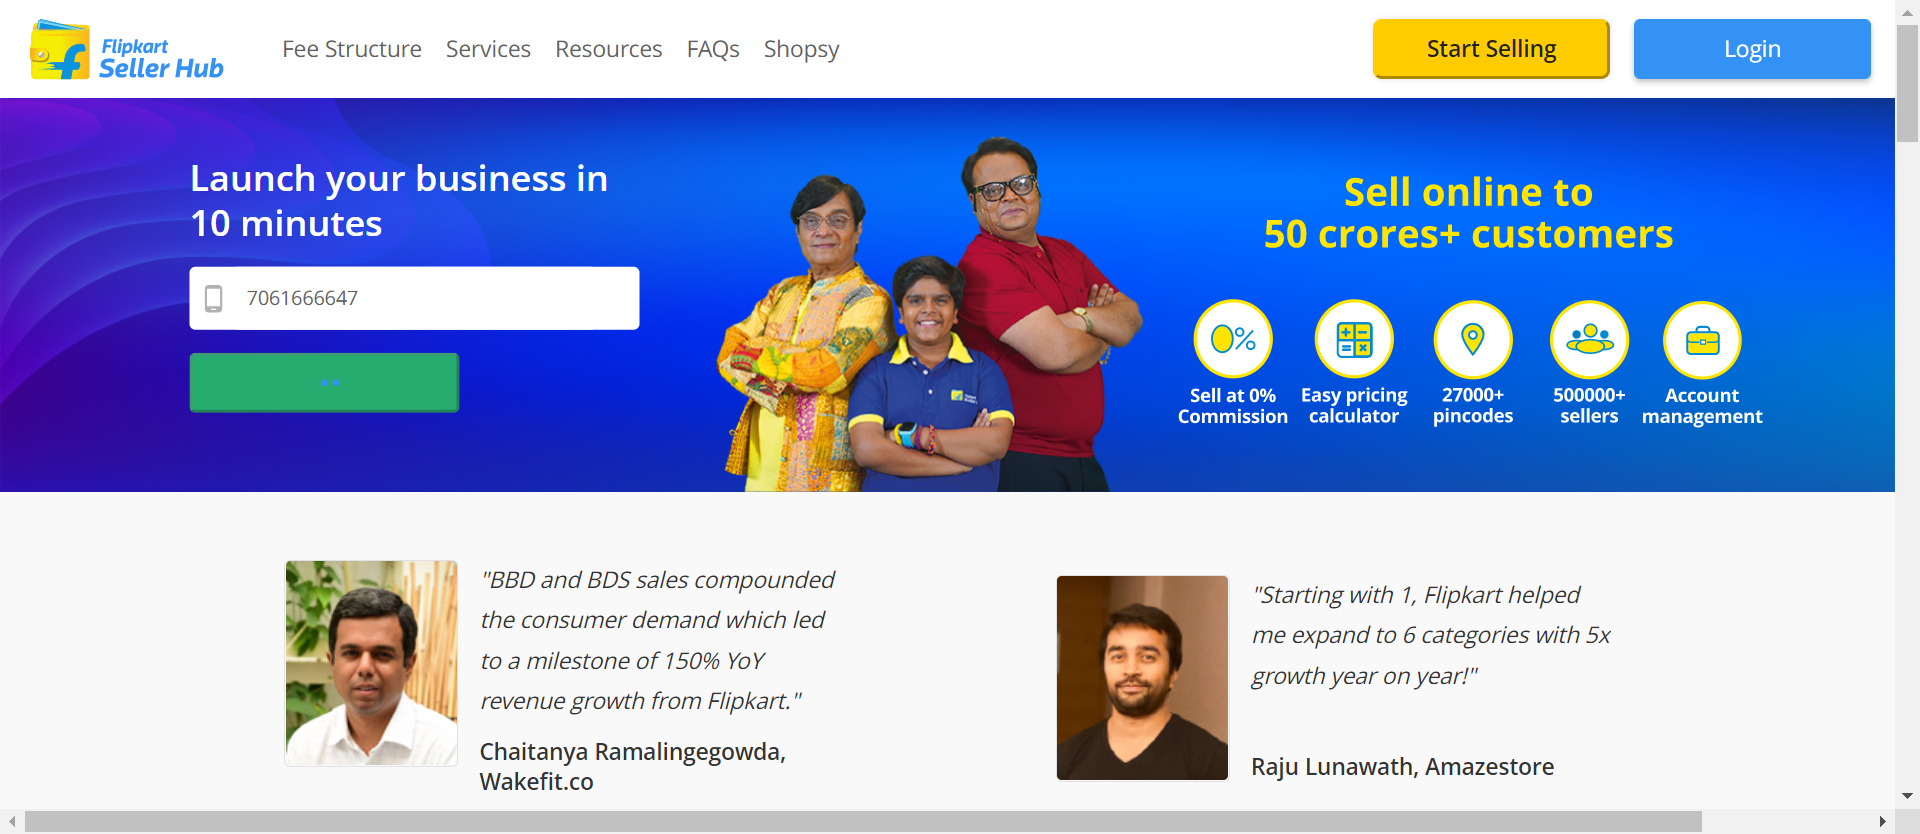 Flipkart
Seller Hub
Fee Structure
Services
Resources
FAQs
Shopsy
Start Selling
Login
Launch your business in
10 minutes
7061666647
Sell online to
50 crores+ customers
Sell at 0%
Commission
Easy pricing
calculator
27000+
pincodes
500000+
sellers
Account
management
"BBD and BDS sales compounded
the consumer demand which led
to a milestone of 150% YoY
revenue growth from Flipkart."
Chaitanya Ramalingegowda,
Wakefit.co
"Starting with 1, Flipkart helped
me expand to 6 categories with 5x
growth year on year!"
Raju Lunawath, Amazestore